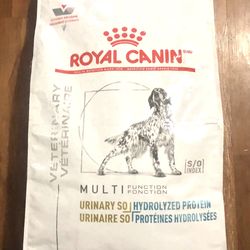 ROYAL CANIN
VETERINARY
VÉTÉRINAIRE
S/O
INDEX
MULTI FUNCTION
FONCTION
URINARY SO HYDROLYZED PROTEIN
URINAIRE SO PROTÉINES HYDROLYSÉES